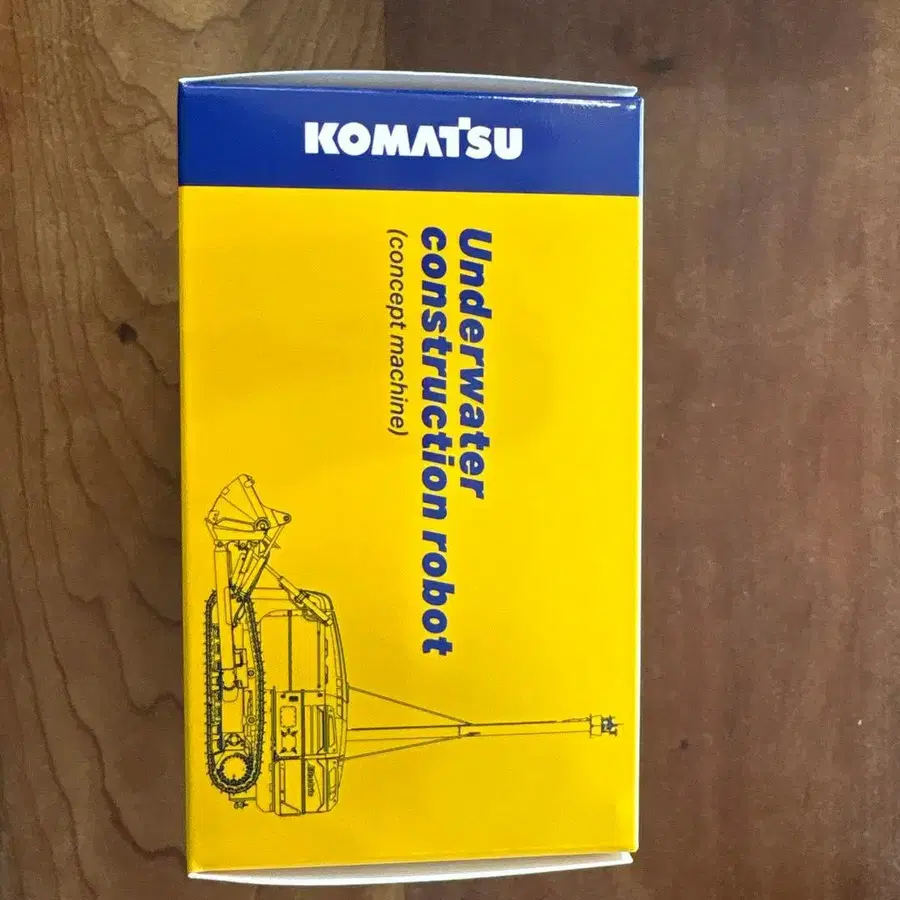 KOMATSU
Underwater
construction robot
(concept machine)